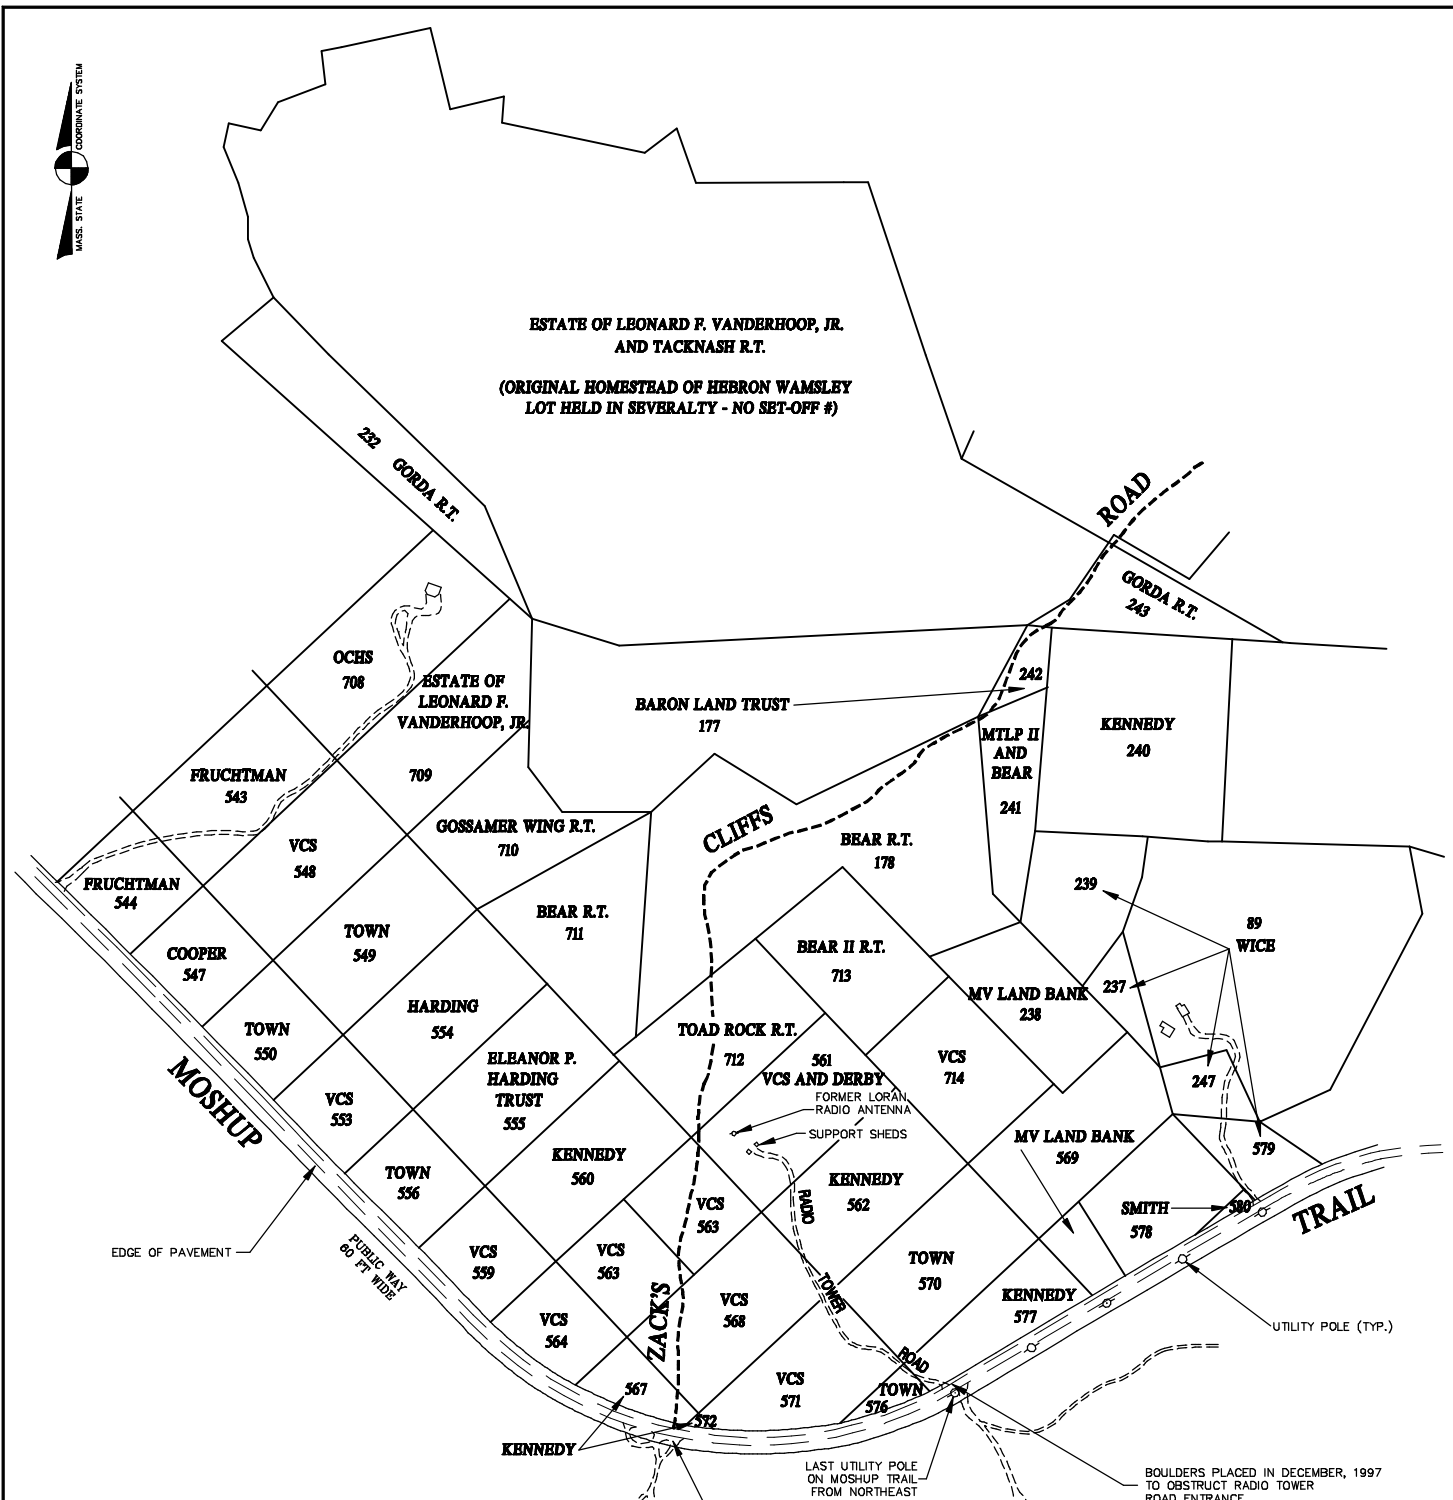 MASS. STATE COORDINATE SYSTEM
ESTATE OF LEONARD F. VANDERHOOP, JR.
AND TACKNASH R.T.
(ORIGINAL HOMESTEAD OF HEBRON WAMSLEY
LOT HELD IN SEVERALTY - NO SET-OFF #)
232 GORDA R.T.
ROAD
GORDA R.T.
243
OCHS
708
ESTATE OF
LEONARD F.
VANDERHOOP, JR.
709
242
BARON LAND TRUST
177
MTLP II
AND
BEAR
241
KENNEDY
240
FRUCHTMAN
543
GOSSAMER WING R.T.
710
CLIFFS
BEAR R.T.
178
VCS
548
FRUCHTMAN
544
239
BEAR R.T.
711
89
WICE
TOWN
549
BEAR II R.T.
713
COOPER
547
237
MV LAND BANK
238
HARDING
554
TOWN
550
TOAD ROCK R.T.
712
561
VCS AND DERBY
VCS
714
ELEANOR P.
HARDING
TRUST
555
247
MOSHUP
VCS
553
FORMER LORAN
RADIO ANTENNA
SUPPORT SHEDS
MV LAND BANK
569
579
KENNEDY
560
TOWN
556
KENNEDY
562
RADIO
VCS
563
SMITH
578
580
TRAIL
EDGE OF PAVEMENT
PUBLIC WAY
60 FT WIDE
VCS
559
VCS
563
TOWN
570
TOWER
KENNEDY
577
ZACK'S
VCS
568
VCS
564
UTILITY POLE (TYP.)
ROAD
567
VCS
571
TOWN
576
572
KENNEDY
LAST UTILITY POLE
ON MOSHUP TRAIL
FROM NORTHEAST
BOULDERS PLACED IN DECEMBER, 1997
TO OBSTRUCT RADIO TOWER
ROAD ENTRANCE